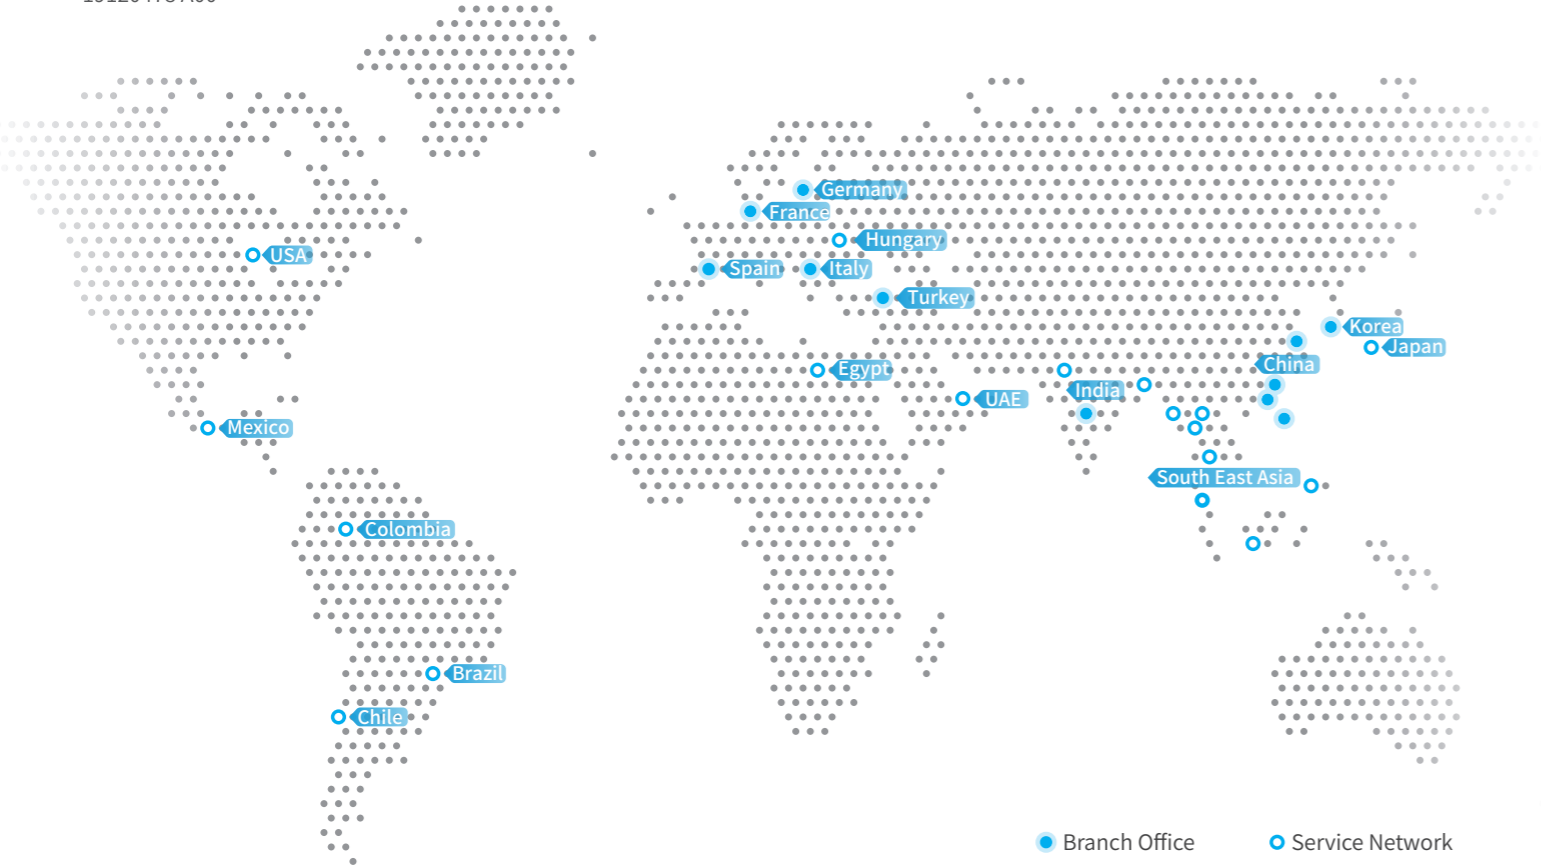 Germany
France
Hungary
USA
Spain
Italy
Turkey
Korea
Japan
China
Egypt
India
UAE
Mexico
South East Asia
Colombia
Brazil
Chile
Branch Office
Service Network